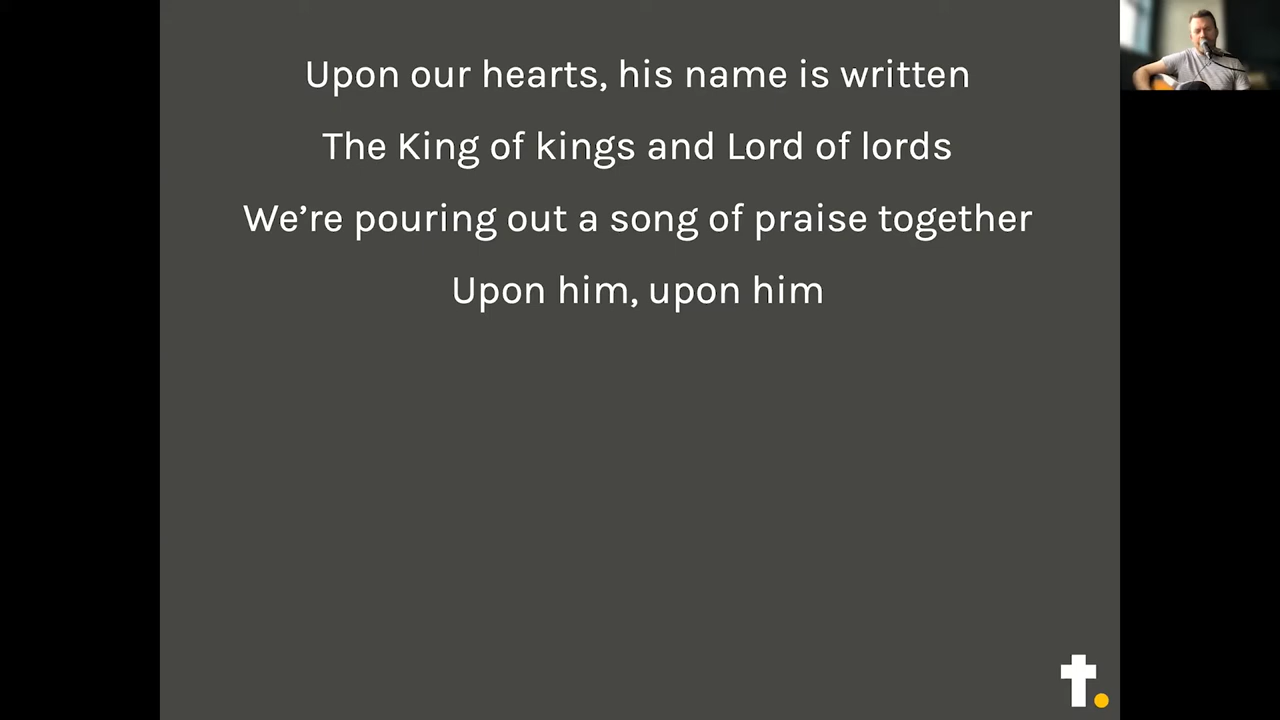 Upon our hearts, his name is written
The King of kings and Lord of lords
We’re pouring out a song of praise together
Upon him, upon him